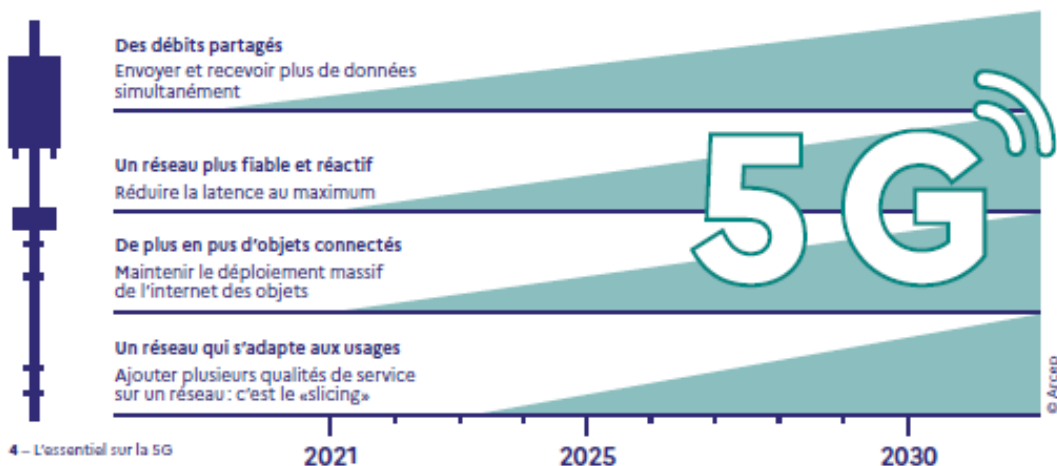 Des débits partagés
Envoyer et recevoir plus de données
simultanément
Un réseau plus fiable et réactif
Réduire la latence au maximum
De plus en pus d'objets connectés
Maintenir le déploiement massif
de l'internet des objets
Un réseau qui s'adapte aux usages
Ajouter plusieurs qualités de service
sur un réseau : c'est le «slicing»
5G
© Arcep
2021
2025
2030
4 – L'essentiel sur la 5G